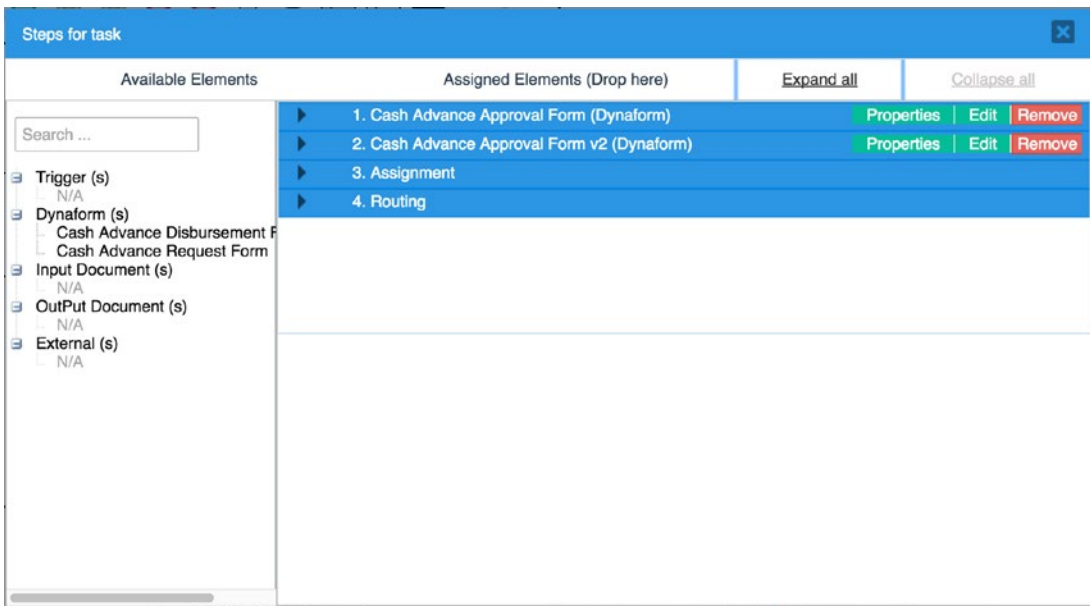 Steps for task
Available Elements
Assigned Elements (Drop here)
Expand all
Collapse all
Search ...
Trigger (s)
N/A
Dynaform (s)
Cash Advance Disbursement F
Cash Advance Request Form
Input Document (s)
N/A
OutPut Document (s)
N/A
External (s)
N/A
1. Cash Advance Approval Form (Dynaform) Properties Edit Remove
2. Cash Advance Approval Form v2 (Dynaform) Properties Edit Remove
3. Assignment
4. Routing